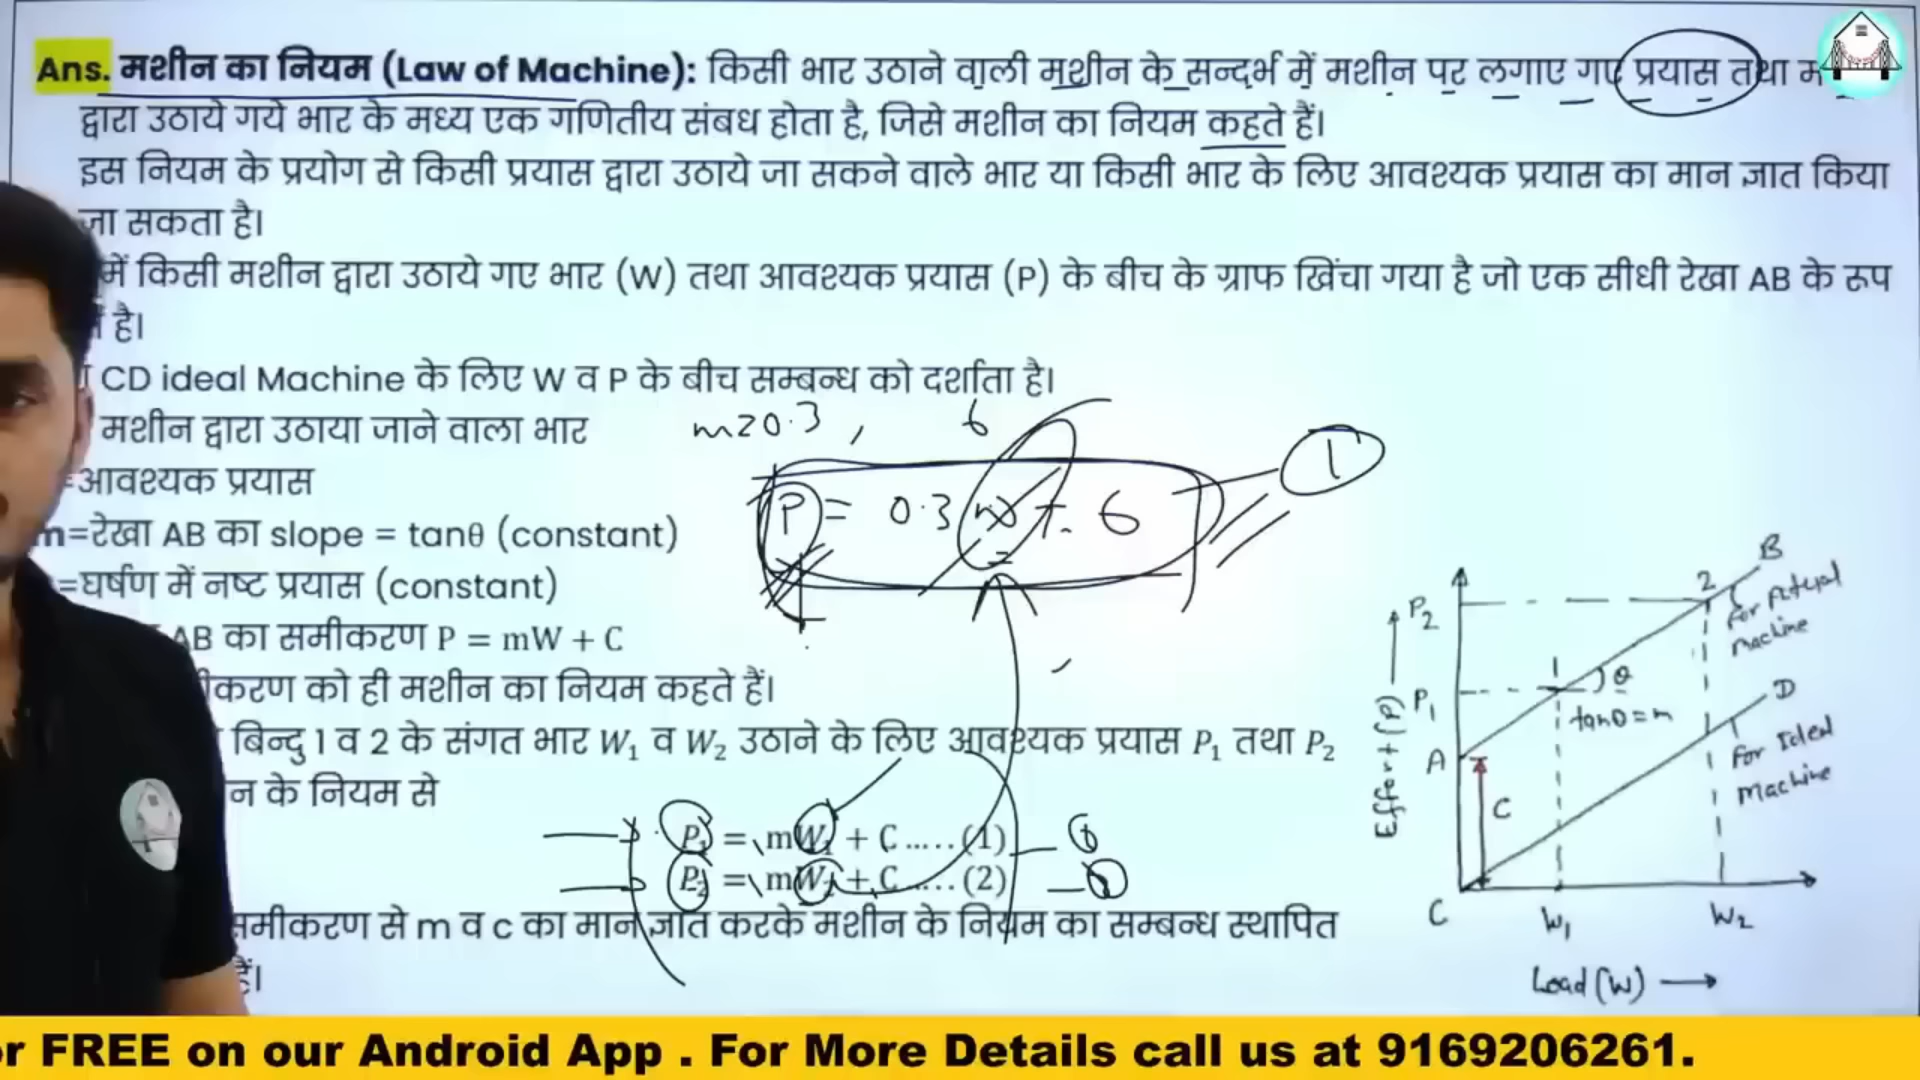 Ans. मशीन का नियम (Law of Machine): किसी भार उठाने वाली मशीन के सन्दर्भ में मशीन पर लगाए गए प्रयास तथा
द्वारा उठाये गये भार के मध्य एक गणितीय संबध होता है, जिसे मशीन का नियम कहते हैं।
इस नियम के प्रयोग से किसी प्रयास द्वारा उठाये जा सकने वाले भार या किसी भार के लिए आवश्यक प्रयास का मान ज्ञात किया
जा सकता है।
में किसी मशीन द्वारा उठाये गए भार (W) तथा आवश्यक प्रयास (P) के बीच के ग्राफ खिंचा गया है जो एक सीधी रेखा AB के रूप
है।
CD ideal Machine के लिए W व P के बीच सम्बन्ध को दर्शाता है।
मशीन द्वारा उठाया जाने वाला भार
m=0.3, 6
1
=आवश्यक प्रयास
P = 0.3 W + 6
m=रेखा AB का slope = tanθ (constant)
=घर्षण में नष्ट प्रयास (constant)
AB का समीकरण P = mW + C
को ही मशीन का नियम कहते हैं।
बिन्दु 1 व 2 के संगत भार W₁ व W₂ उठाने के लिए आवश्यक प्रयास P₁ तथा P₂
के नियम से
P₁ = mW₁ + C .....(1)
P₂ = mW₂ + C .....(2)
समीकरण से m व c का मान ज्ञात करके मशीन के नियम का सम्बन्ध स्थापित
हैं।
B
2
P₂
For Actual
Machine
1
θ
P₁
tanθ = m
D
For Ideal
Machine
A
C
Effort (P)
C
W₁
W₂
Load (W)
r FREE on our Android App . For More Details call us at 9169206261.